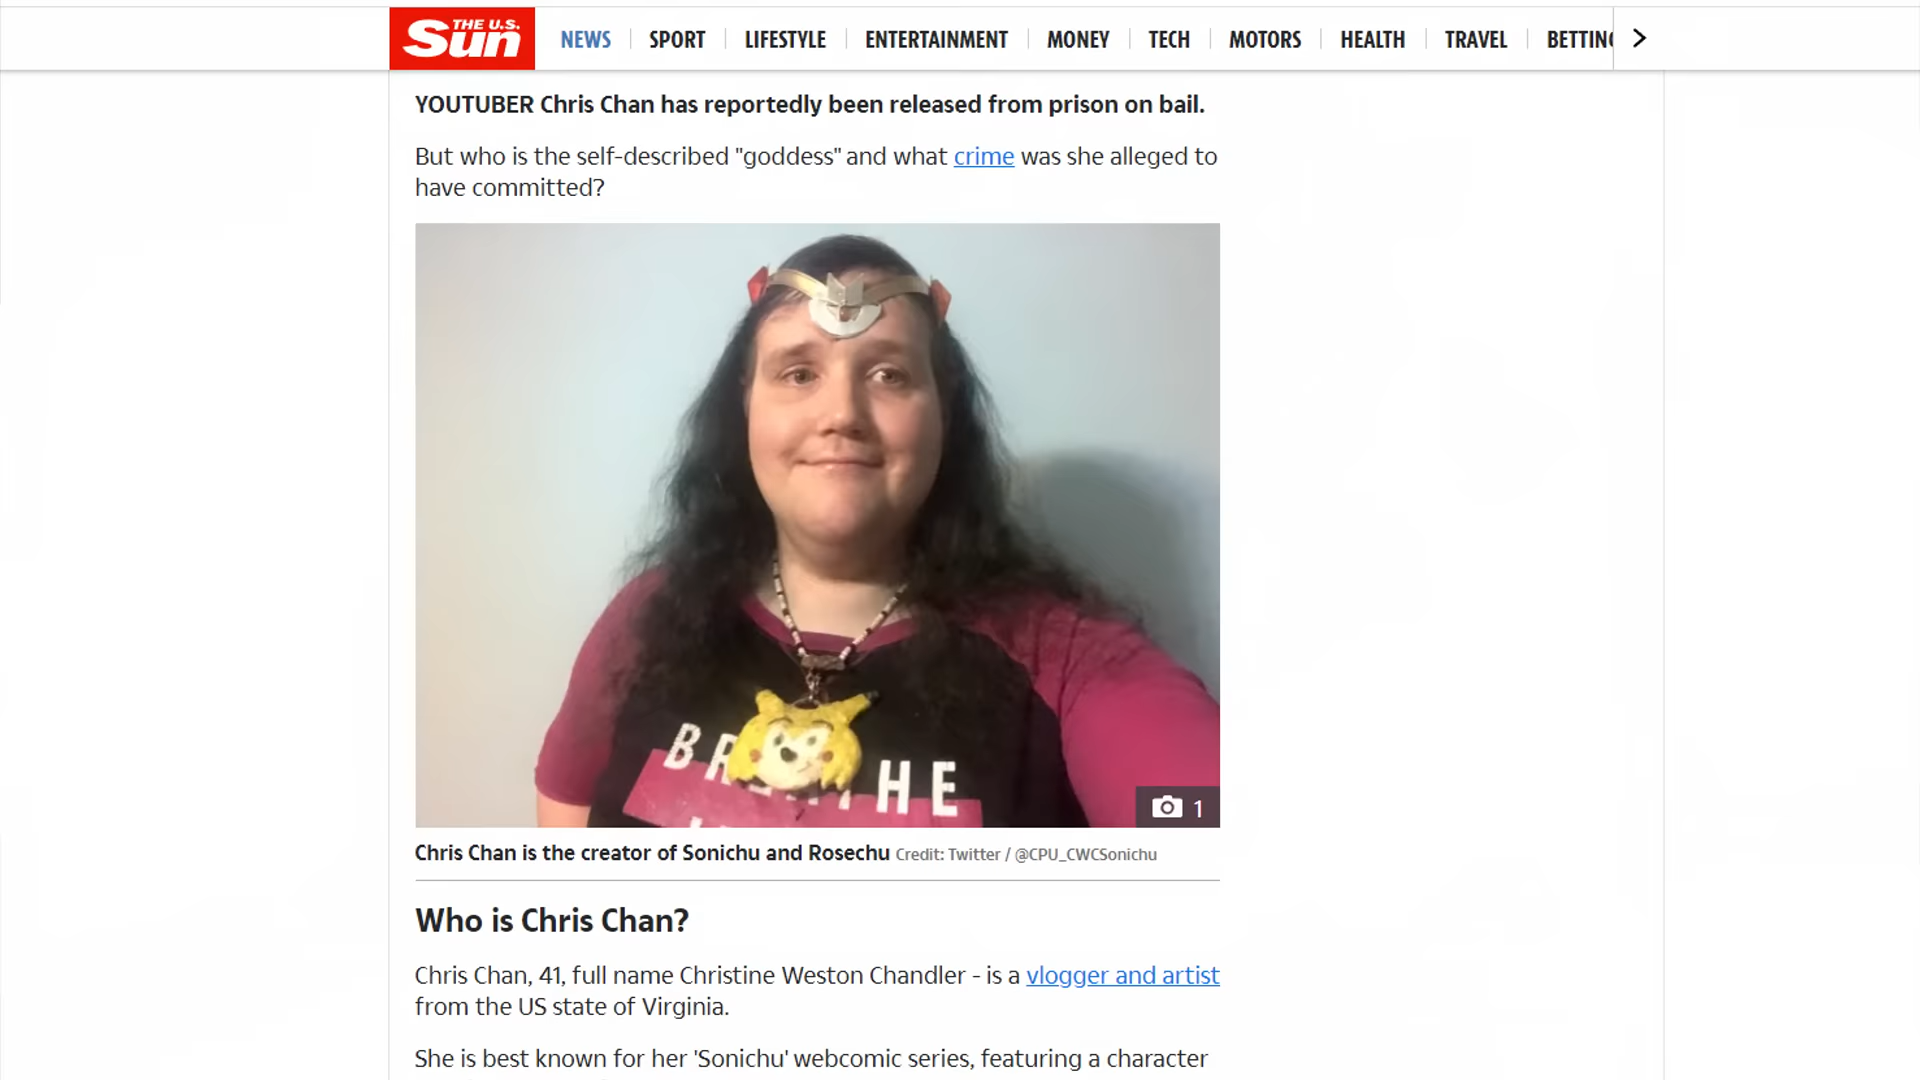 THE U.S.
Sun
NEWS
SPORT
LIFESTYLE
ENTERTAINMENT
MONEY
TECH
MOTORS
HEALTH
TRAVEL
BETTING
YOUTUBER Chris Chan has reportedly been released from prison on bail.
But who is the self-described "goddess" and what crime was she alleged to
have committed?
1
Chris Chan is the creator of Sonichu and Rosechu Credit: Twitter / @CPU_CWCSonichu
Who is Chris Chan?
Chris Chan, 41, full name Christine Weston Chandler - is a vlogger and artist
from the US state of Virginia.
She is best known for her 'Sonichu' webcomic series, featuring a character